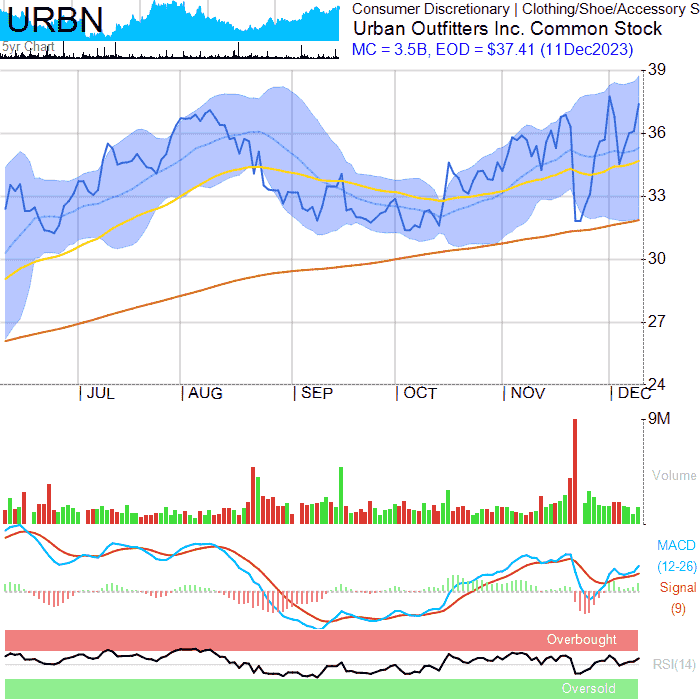 URBN
5yr Chart
Consumer Discretionary | Clothing/Shoe/Accessory S
Urban Outfitters Inc. Common Stock
MC = 3.5B, EOD = $37.41 (11Dec2023)
39
36
33
30
27
24
JUL
AUG
SEP
OCT
NOV
DEC
9M
Volume
MACD
(12-26)
Signal
(9)
Overbought
RSI(14)
Oversold